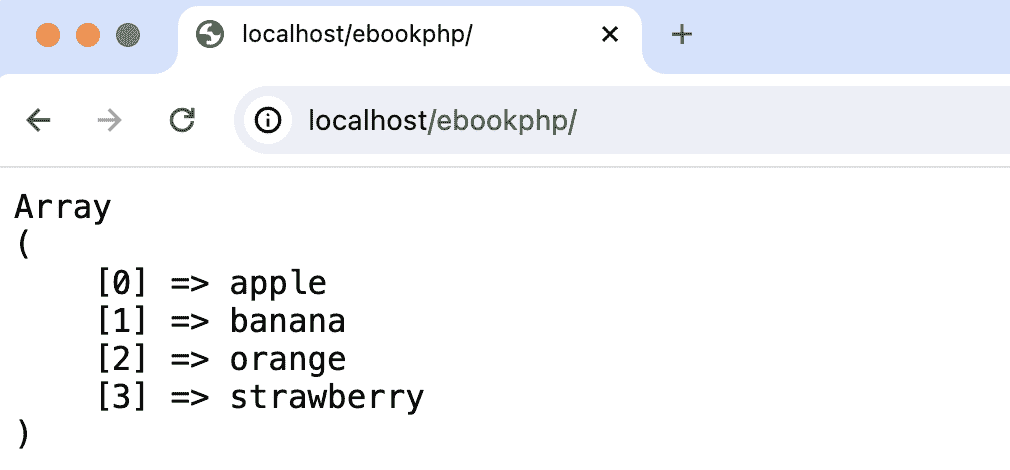 localhost/ebookphp/
localhost/ebookphp/
Array
(
    [0] => apple
    [1] => banana
    [2] => orange
    [3] => strawberry
)